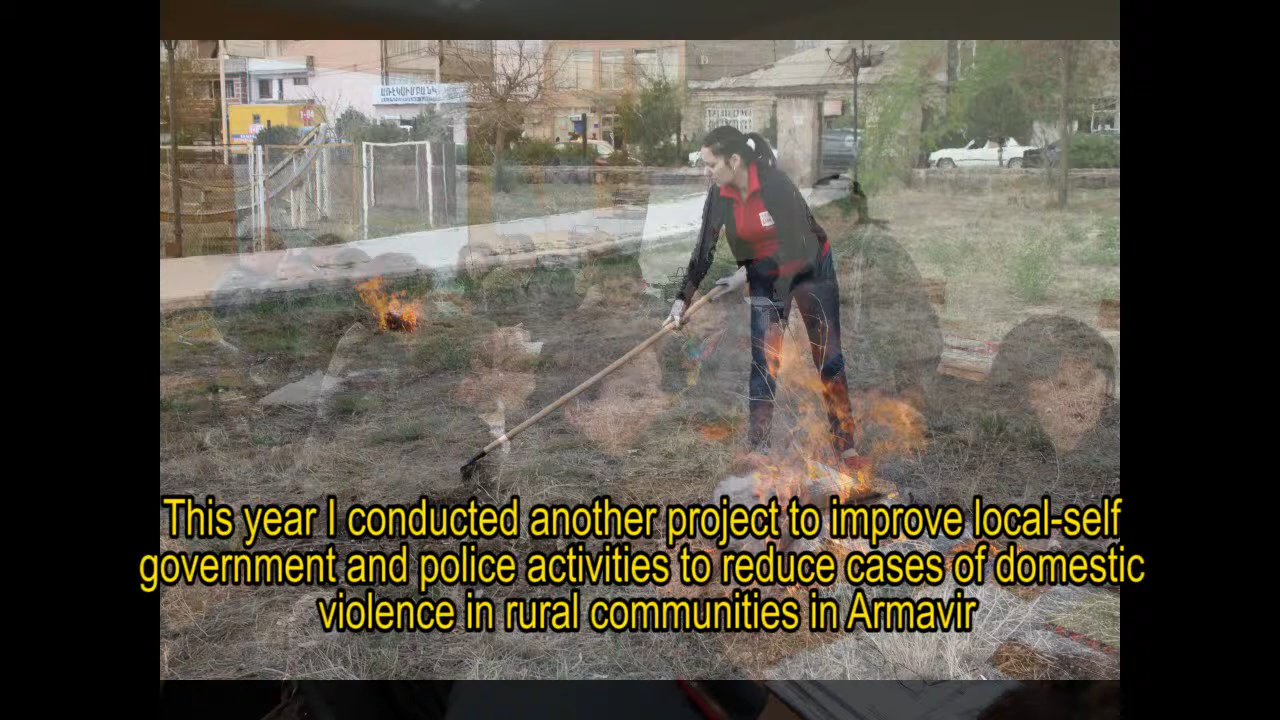 ԱՌԷԿԱԻՄԲԱՆԿ
This year I conducted another project to improve local-self
government and police activities to reduce cases of domestic
violence in rural communities in Armavir